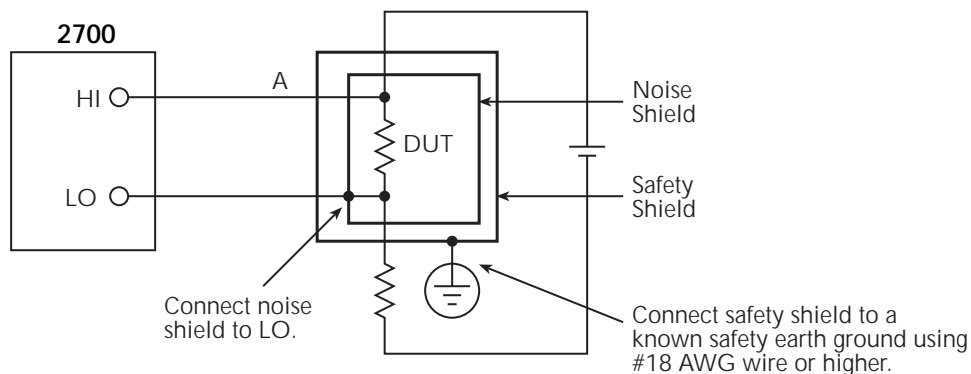 2700
HI
A
LO
DUT
Noise
Shield
Safety
Shield
Connect noise
shield to LO.
Connect safety shield to a
known safety earth ground using
#18 AWG wire or higher.